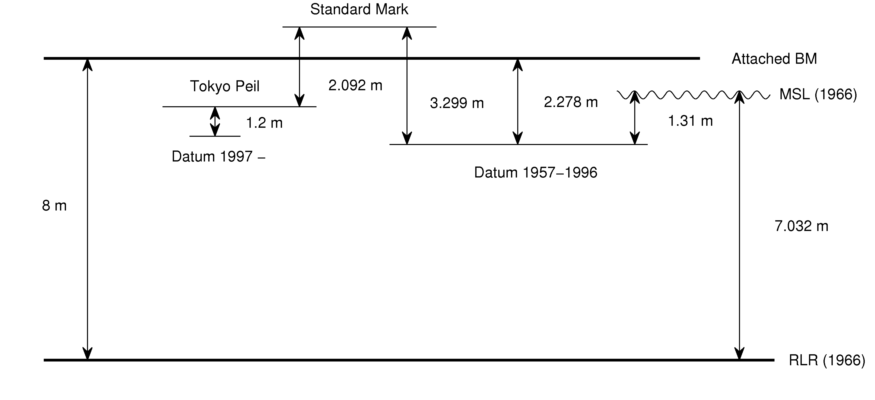 Standard Mark
Attached BM
Tokyo Peil
2.092 m
MSL (1966)
3.299 m
2.278 m
1.2 m
1.31 m
Datum 1997 −
Datum 1957−1996
8 m
7.032 m
RLR (1966)